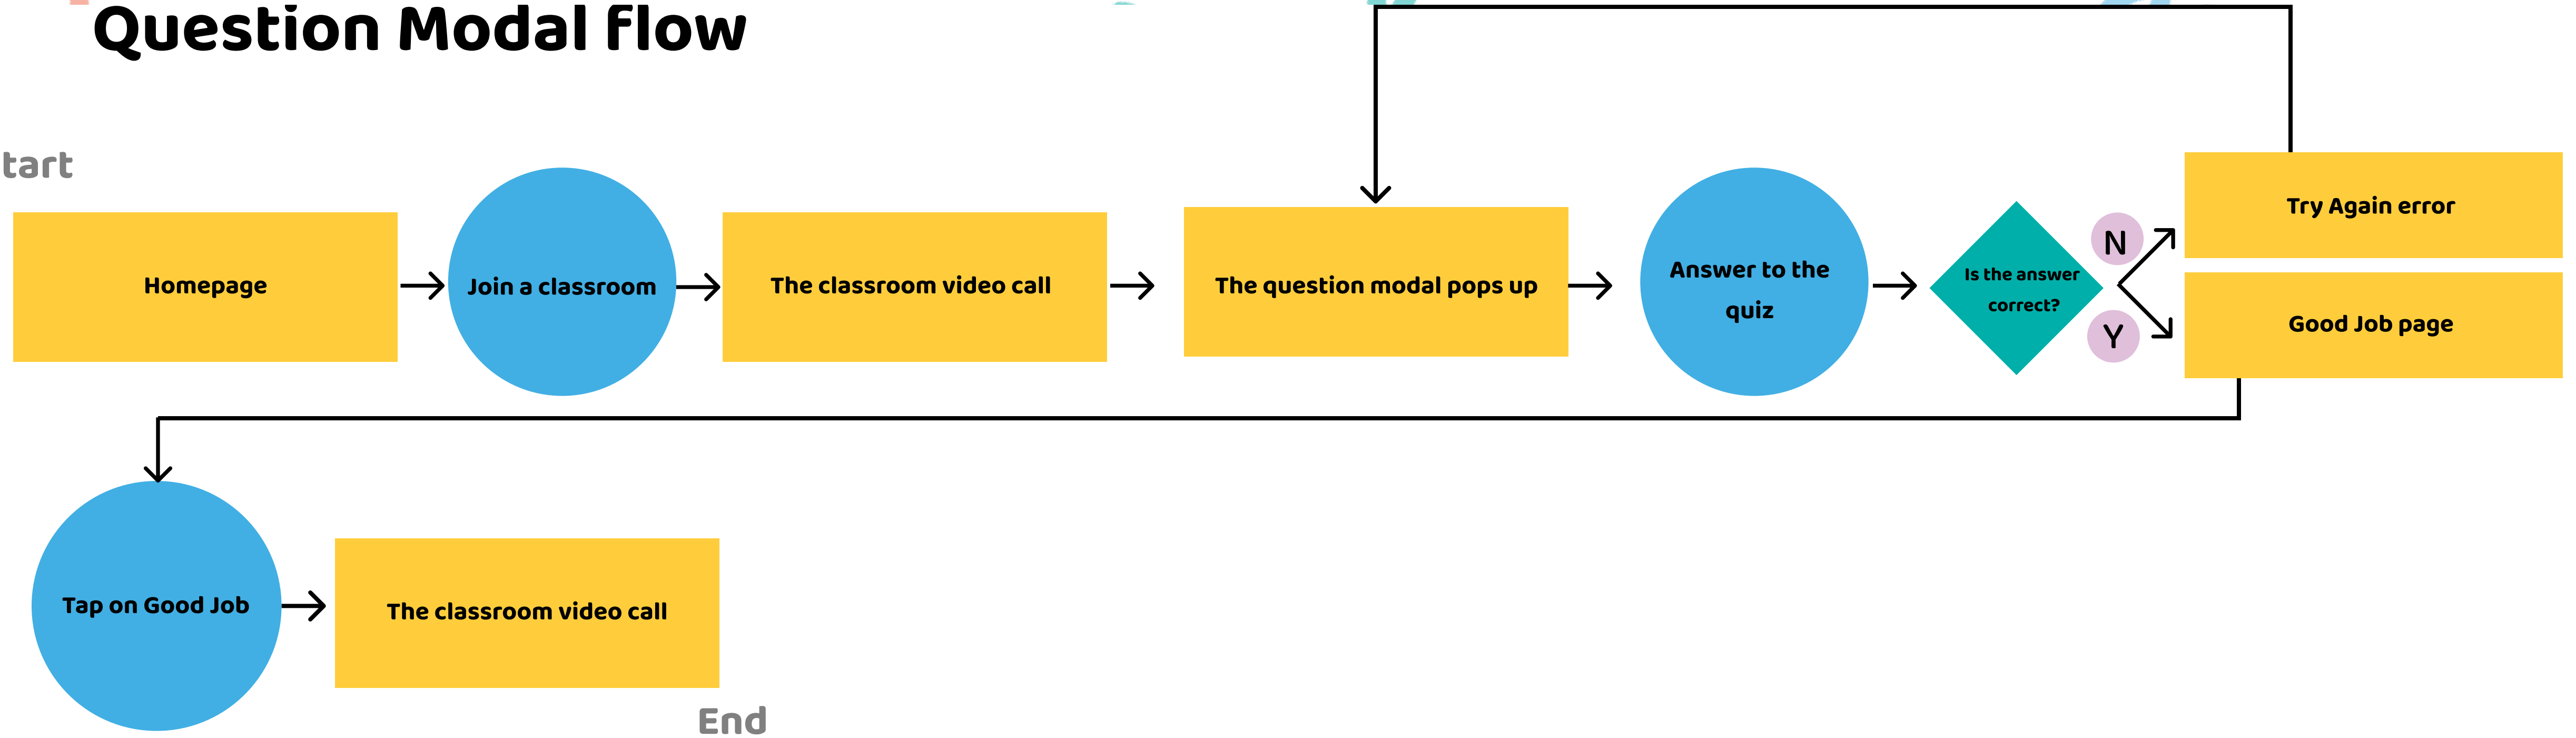 Question Modal flow
tart
Homepage
Join a classroom
The classroom video call
The question modal pops up
Answer to the
quiz
Is the answer
correct?
N
Y
Try Again error
Good Job page
Tap on Good Job
The classroom video call
End